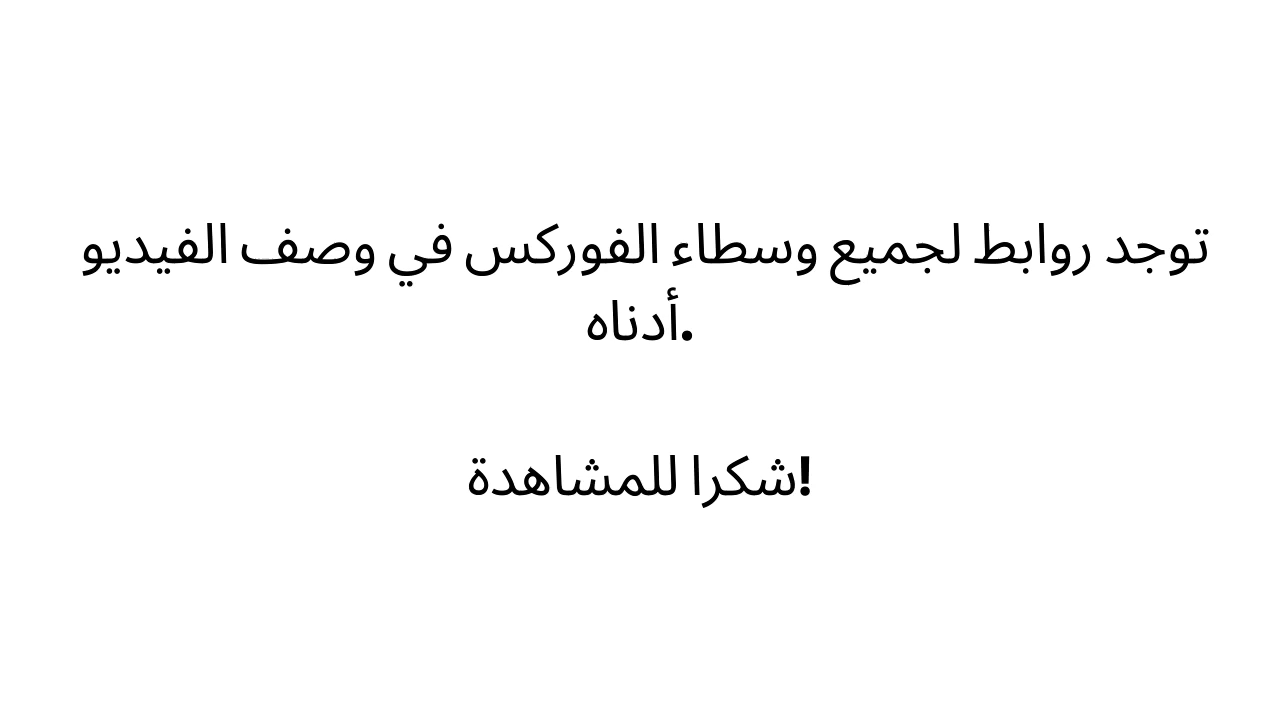 توجد روابط لجميع وسطاء الفوركس في وصف الفيديو
أدناه.
شكرا للمشاهدة!